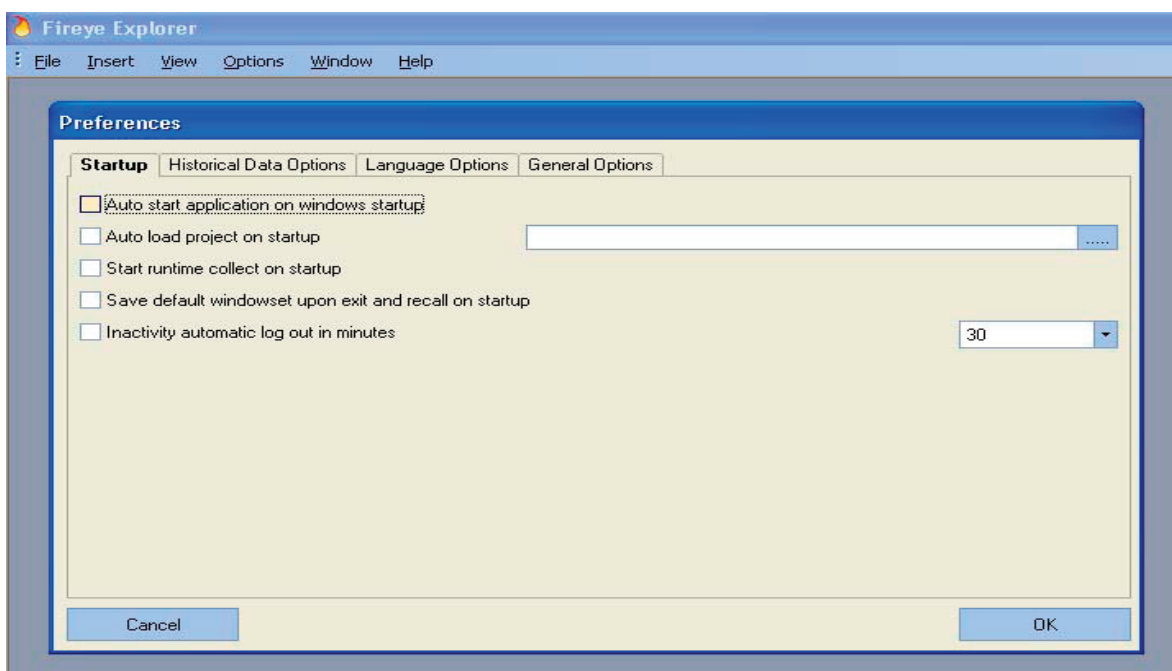 Fireye Explorer
File Insert View Options Window Help
Preferences
Startup Historical Data Options Language Options General Options
Auto start application on windows startup
Auto load project on startup .....
Start runtime collect on startup
Save default windowset upon exit and recall on startup
Inactivity automatic log out in minutes 30
Cancel OK